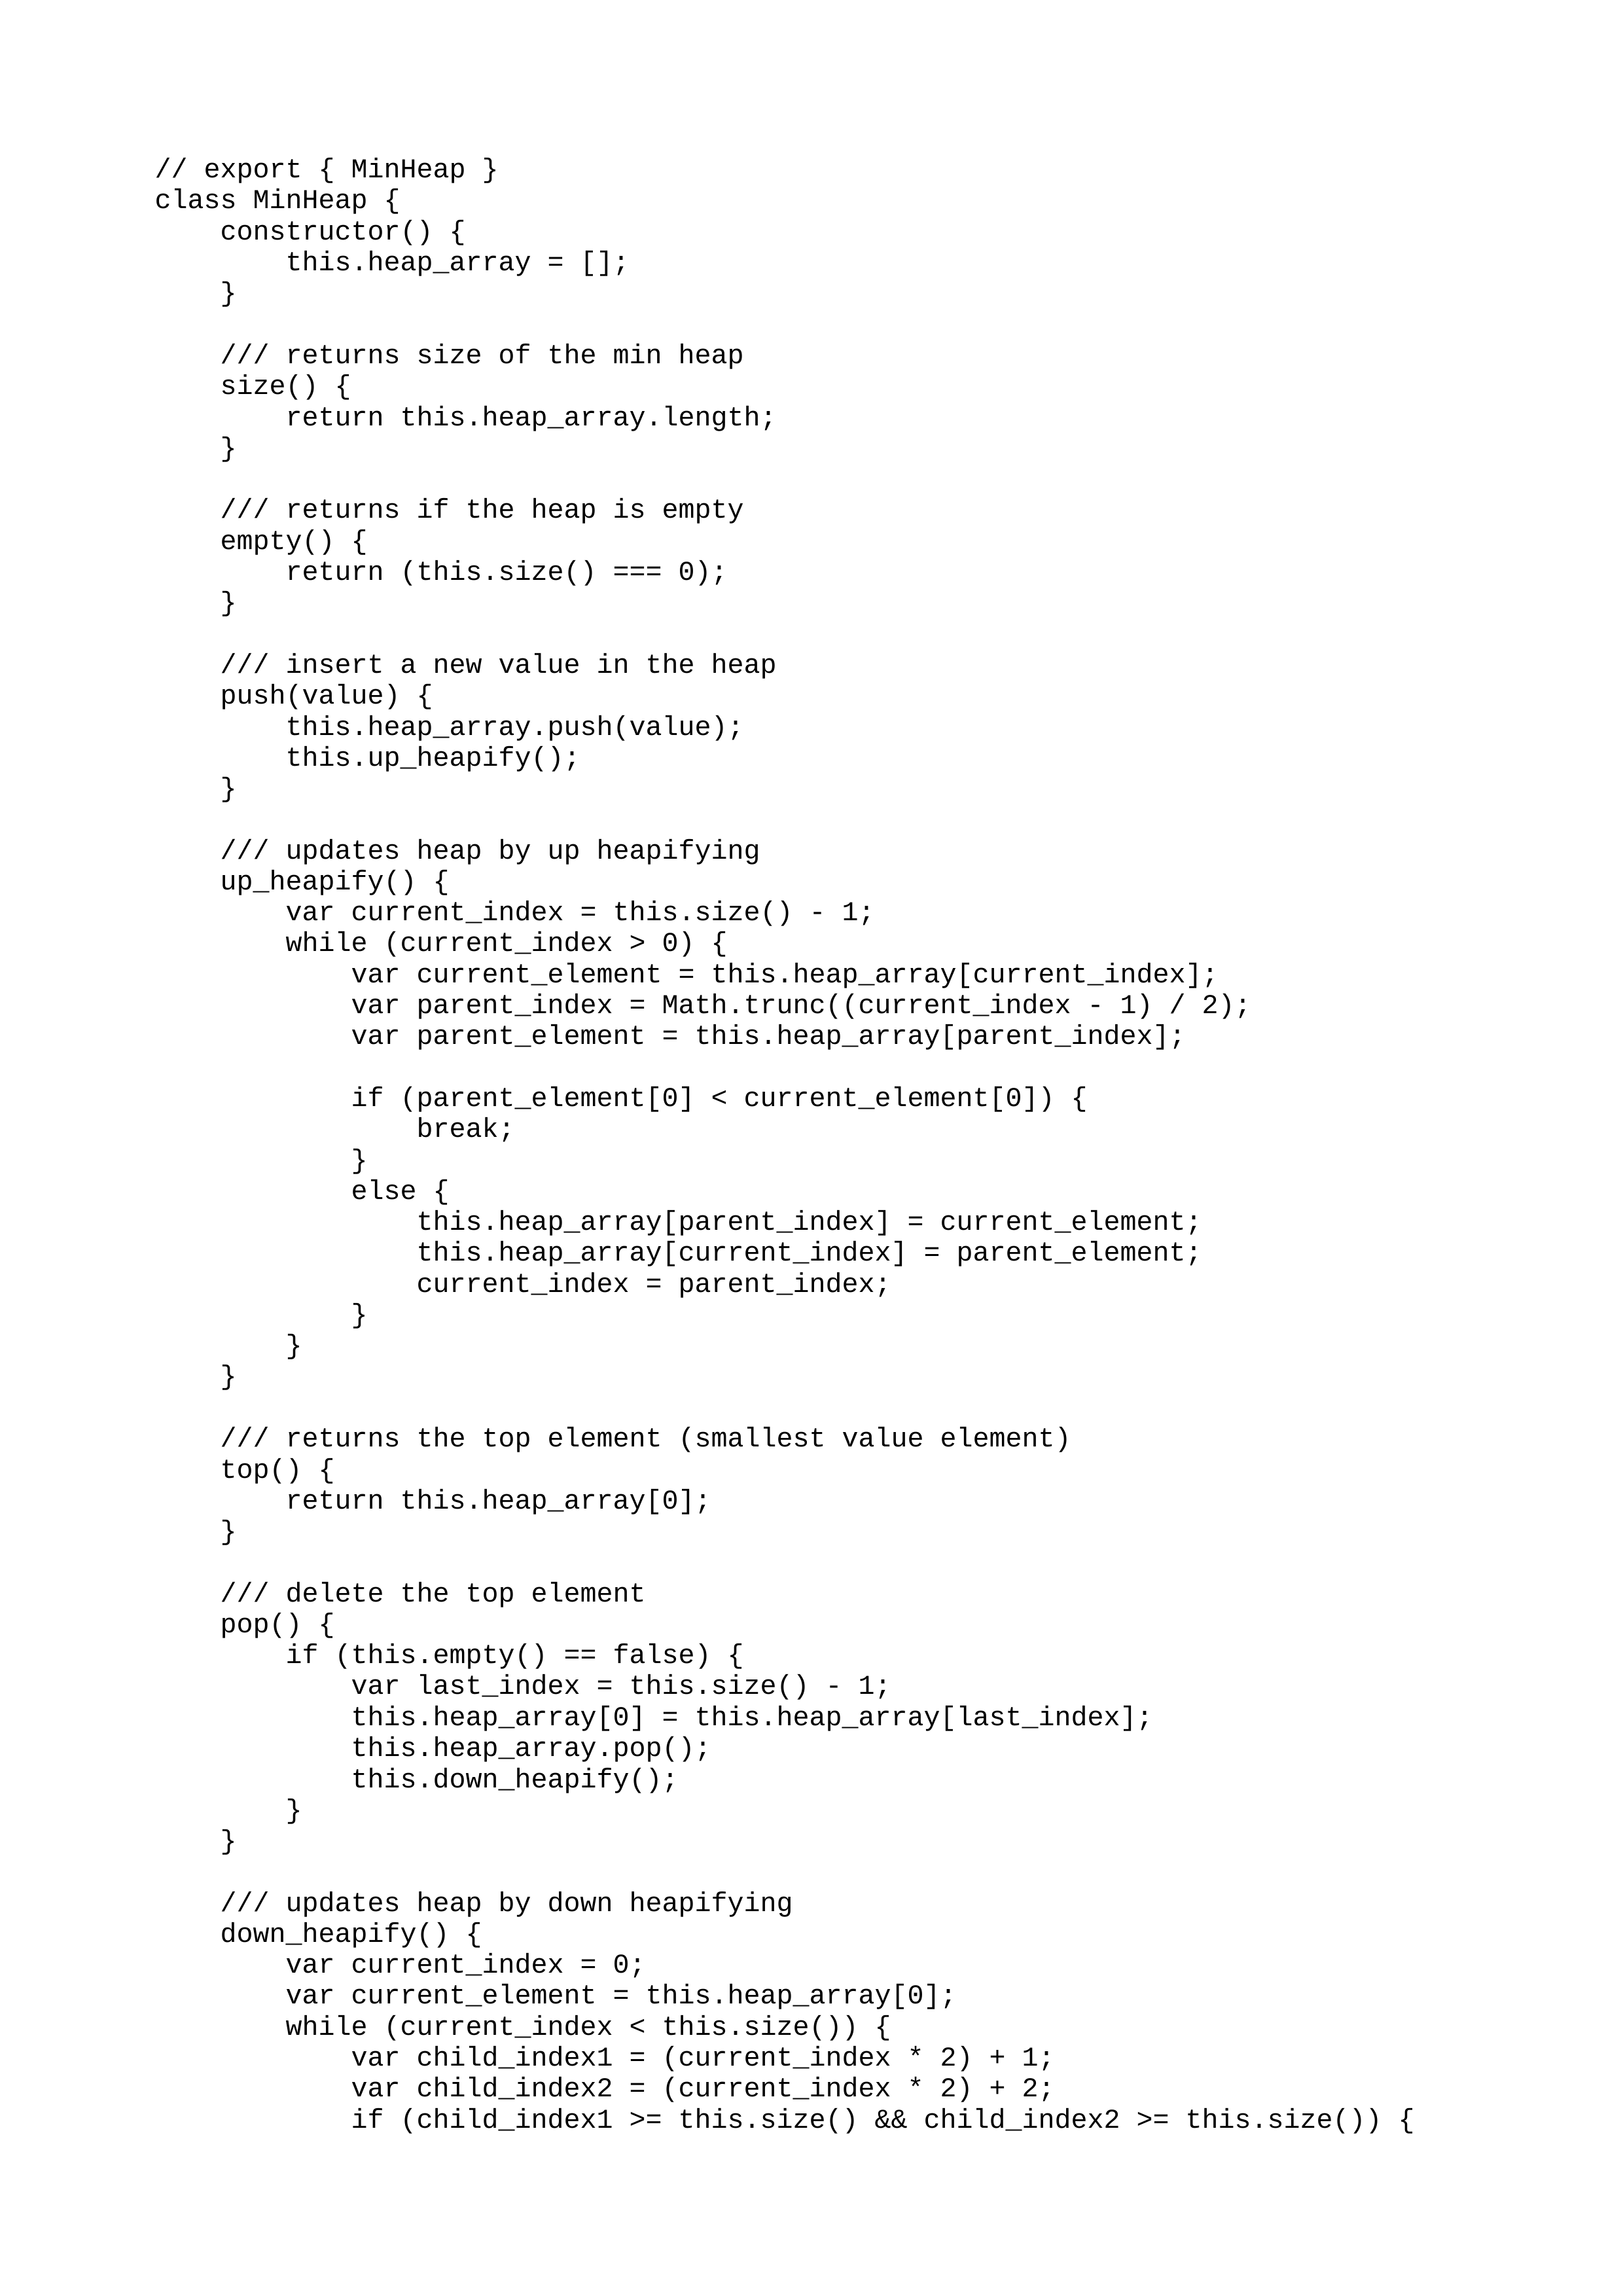 // export { MinHeap }
class MinHeap {
    constructor() {
        this.heap_array = [];
    }

    /// returns size of the min heap
    size() {
        return this.heap_array.length;
    }

    /// returns if the heap is empty
    empty() {
        return (this.size() === 0);
    }

    /// insert a new value in the heap
    push(value) {
        this.heap_array.push(value);
        this.up_heapify();
    }

    /// updates heap by up heapifying
    up_heapify() {
        var current_index = this.size() - 1;
        while (current_index > 0) {
            var current_element = this.heap_array[current_index];
            var parent_index = Math.trunc((current_index - 1) / 2);
            var parent_element = this.heap_array[parent_index];

            if (parent_element[0] < current_element[0]) {
                break;
            }
            else {
                this.heap_array[parent_index] = current_element;
                this.heap_array[current_index] = parent_element;
                current_index = parent_index;
            }
        }
    }

    /// returns the top element (smallest value element)
    top() {
        return this.heap_array[0];
    }

    /// delete the top element
    pop() {
        if (this.empty() == false) {
            var last_index = this.size() - 1;
            this.heap_array[0] = this.heap_array[last_index];
            this.heap_array.pop();
            this.down_heapify();
        }
    }

    /// updates heap by down heapifying
    down_heapify() {
        var current_index = 0;
        var current_element = this.heap_array[0];
        while (current_index < this.size()) {
            var child_index1 = (current_index * 2) + 1;
            var child_index2 = (current_index * 2) + 2;
            if (child_index1 >= this.size() && child_index2 >= this.size()) {